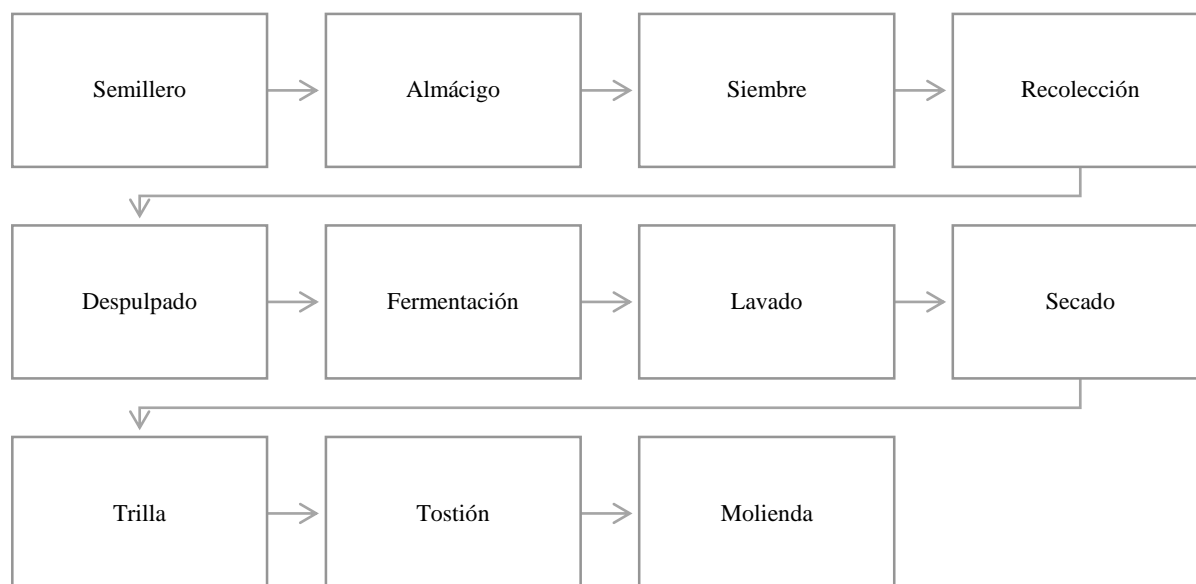 Semillero
Almácigo
Siembre
Recolección
Despulpado
Fermentación
Lavado
Secado
Trilla
Tostión
Molienda